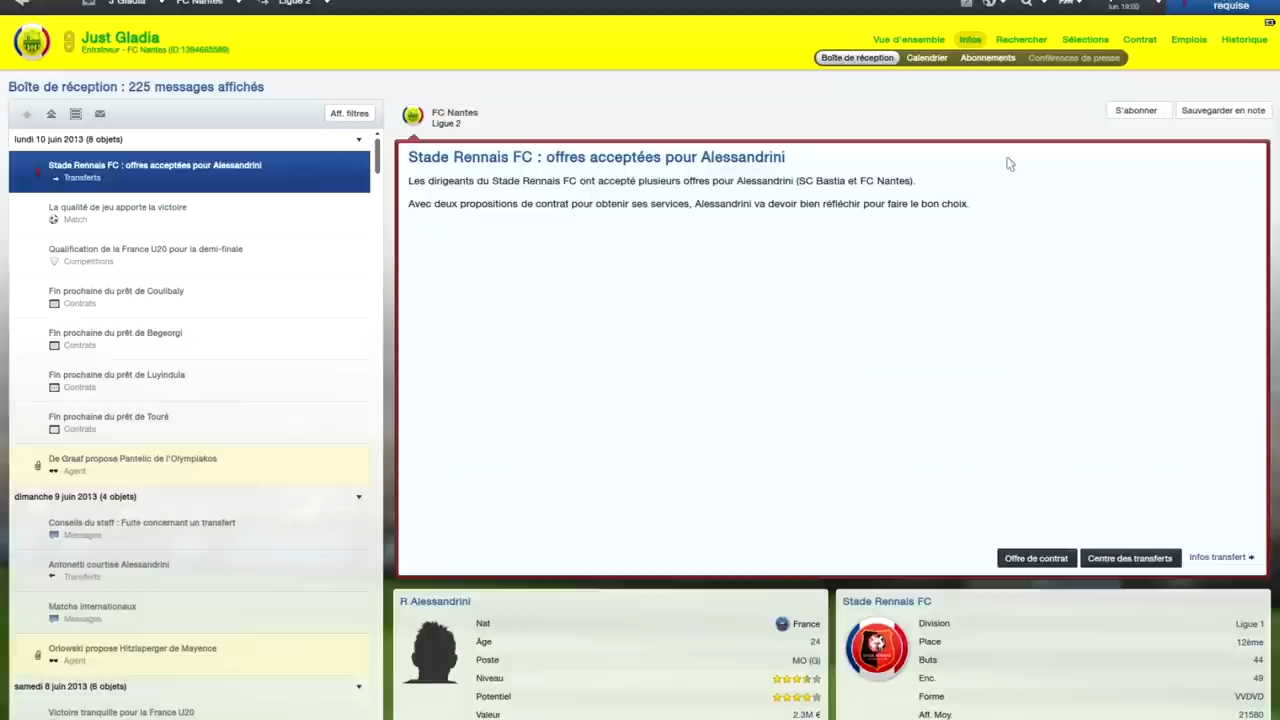 J Gladia
FC Nantes
Ligue 2
lun. 19:00
requise
Just Gladia
Entraîneur - FC Nantes (ID:1394665589)
Vue d'ensemble
Infos
Rechercher
Sélections
Contrat
Emplois
Historique
Boîte de réception
Calendrier
Abonnements
Conférences de presse
Boîte de réception : 225 messages affichés
Aff. filtres
lundi 10 juin 2013 (8 objets)
Stade Rennais FC : offres acceptées pour Alessandrini
Transferts
La qualité de jeu apporte la victoire
Match
Qualification de la France U20 pour la demi-finale
Compétitions
Fin prochaine du prêt de Coulibaly
Contrats
Fin prochaine du prêt de Begeorgi
Contrats
Fin prochaine du prêt de Luyindula
Contrats
Fin prochaine du prêt de Touré
Contrats
De Graaf propose Pantelic de l'Olympiakos
Agent
dimanche 9 juin 2013 (4 objets)
Conseils du staff : Fuite concernant un transfert
Messages
Antonetti courtise Alessandrini
Transferts
Matchs internationaux
Messages
Orlowski propose Hitzlsperger de Mayence
Agent
samedi 8 juin 2013 (6 objets)
Victoire tranquille pour la France U20
FC Nantes
Ligue 2
S'abonner
Sauvegarder en note
Stade Rennais FC : offres acceptées pour Alessandrini
Les dirigeants du Stade Rennais FC ont accepté plusieurs offres pour Alessandrini (SC Bastia et FC Nantes).
Avec deux propositions de contrat pour obtenir ses services, Alessandrini va devoir bien réfléchir pour faire le bon choix.
Offre de contrat
Centre des transferts
Infos transfert
R Alessandrini
Nat France
Âge 24
Poste MO (G)
Niveau
Potentiel
Valeur 2.3M €
Stade Rennais FC
Division Ligue 1
Place 12ème
Buts 44
Enc. 49
Forme VVDVD
Aff. Moy. 21580